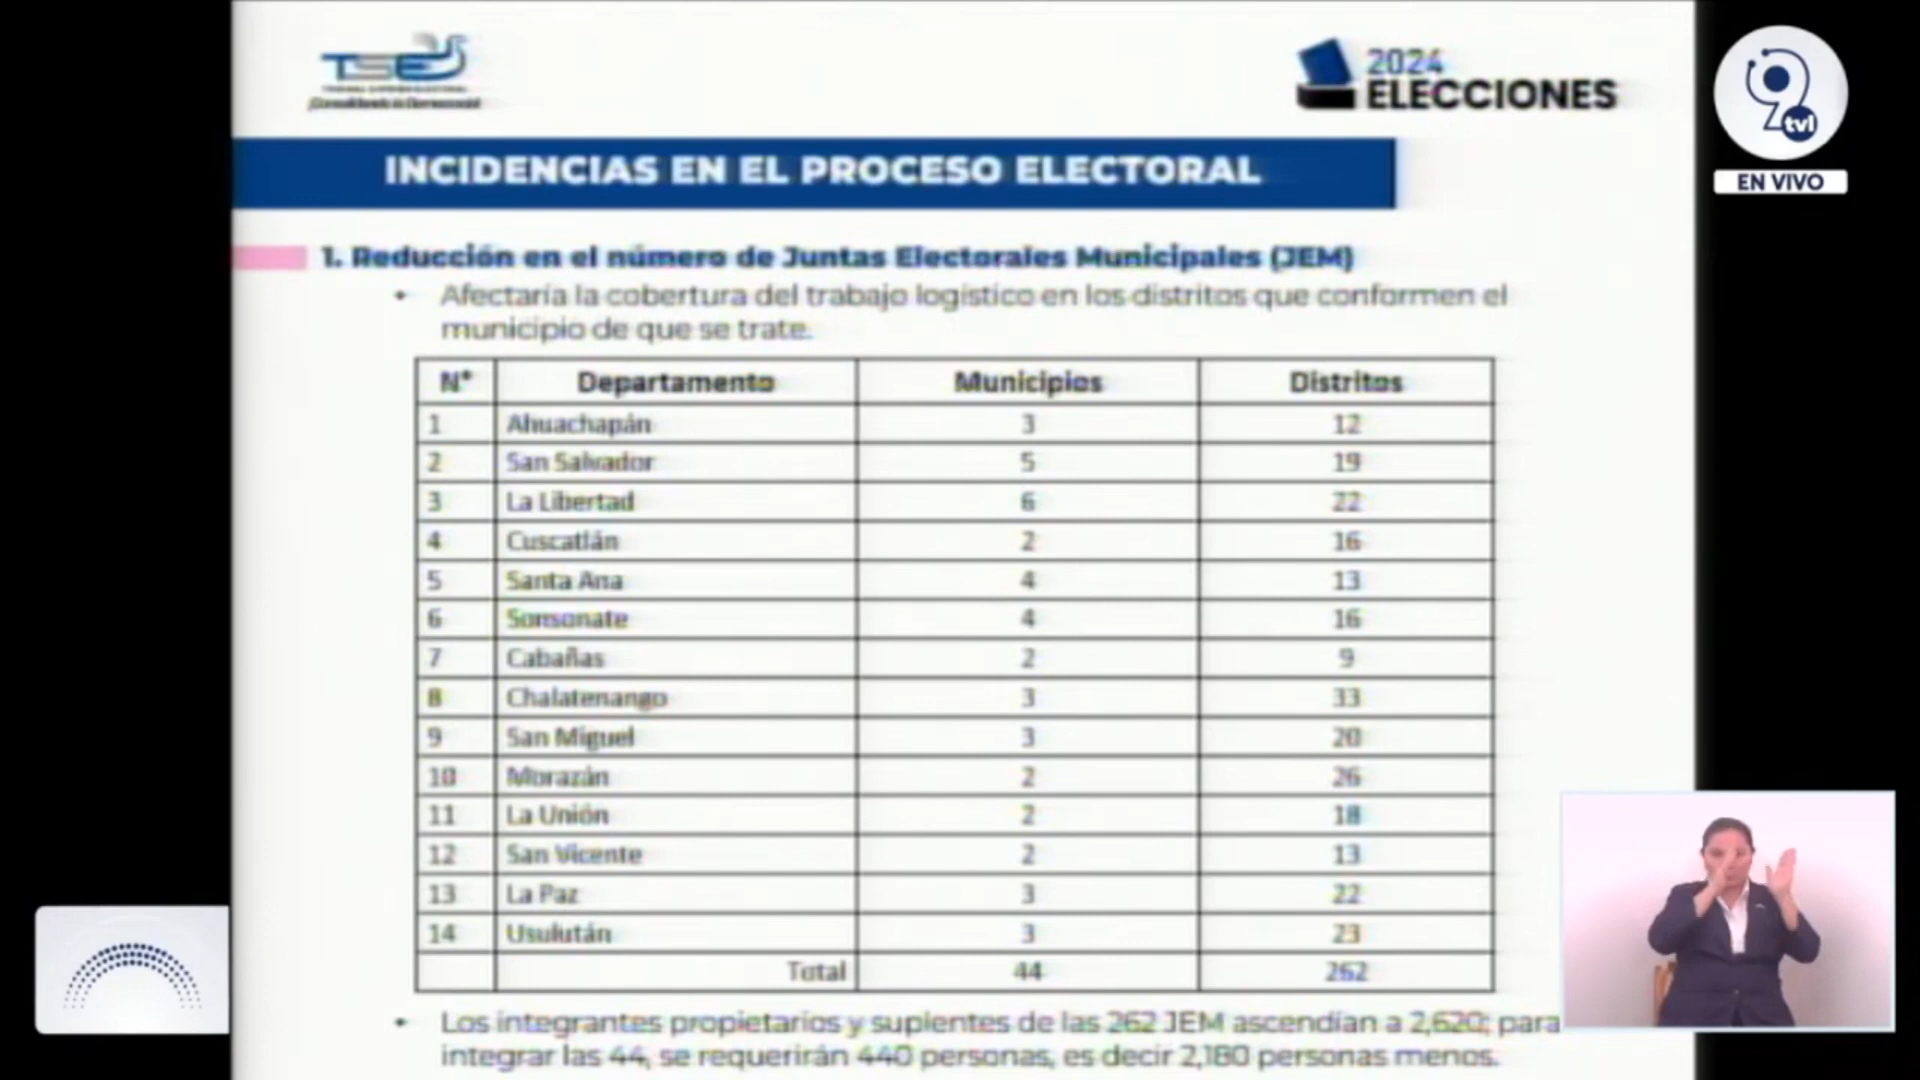 TSE
¡Consolidando la Democracia!
2024
ELECCIONES
9
tvl
EN VIVO
INCIDENCIAS EN EL PROCESO ELECTORAL
1. Reducción en el número de Juntas Electorales Municipales (JEM)
• Afectaría la cobertura del trabajo logístico en los distritos que conformen el
municipio de que se trate.
N° Departamento Municipios Distritos
1 Ahuachapán 3 12
2 San Salvador 5 19
3 La Libertad 6 22
4 Cuscatlán 2 16
5 Santa Ana 4 13
6 Sonsonate 4 16
7 Cabañas 2 9
8 Chalatenango 3 33
9 San Miguel 3 20
10 Morazán 2 26
11 La Unión 2 18
12 San Vicente 2 13
13 La Paz 3 22
14 Usulután 3 23
Total 44 262
• Los integrantes propietarios y suplentes de las 262 JEM ascendían a 2,620; para
integrar las 44, se requerirán 440 personas, es decir 2,180 personas menos.